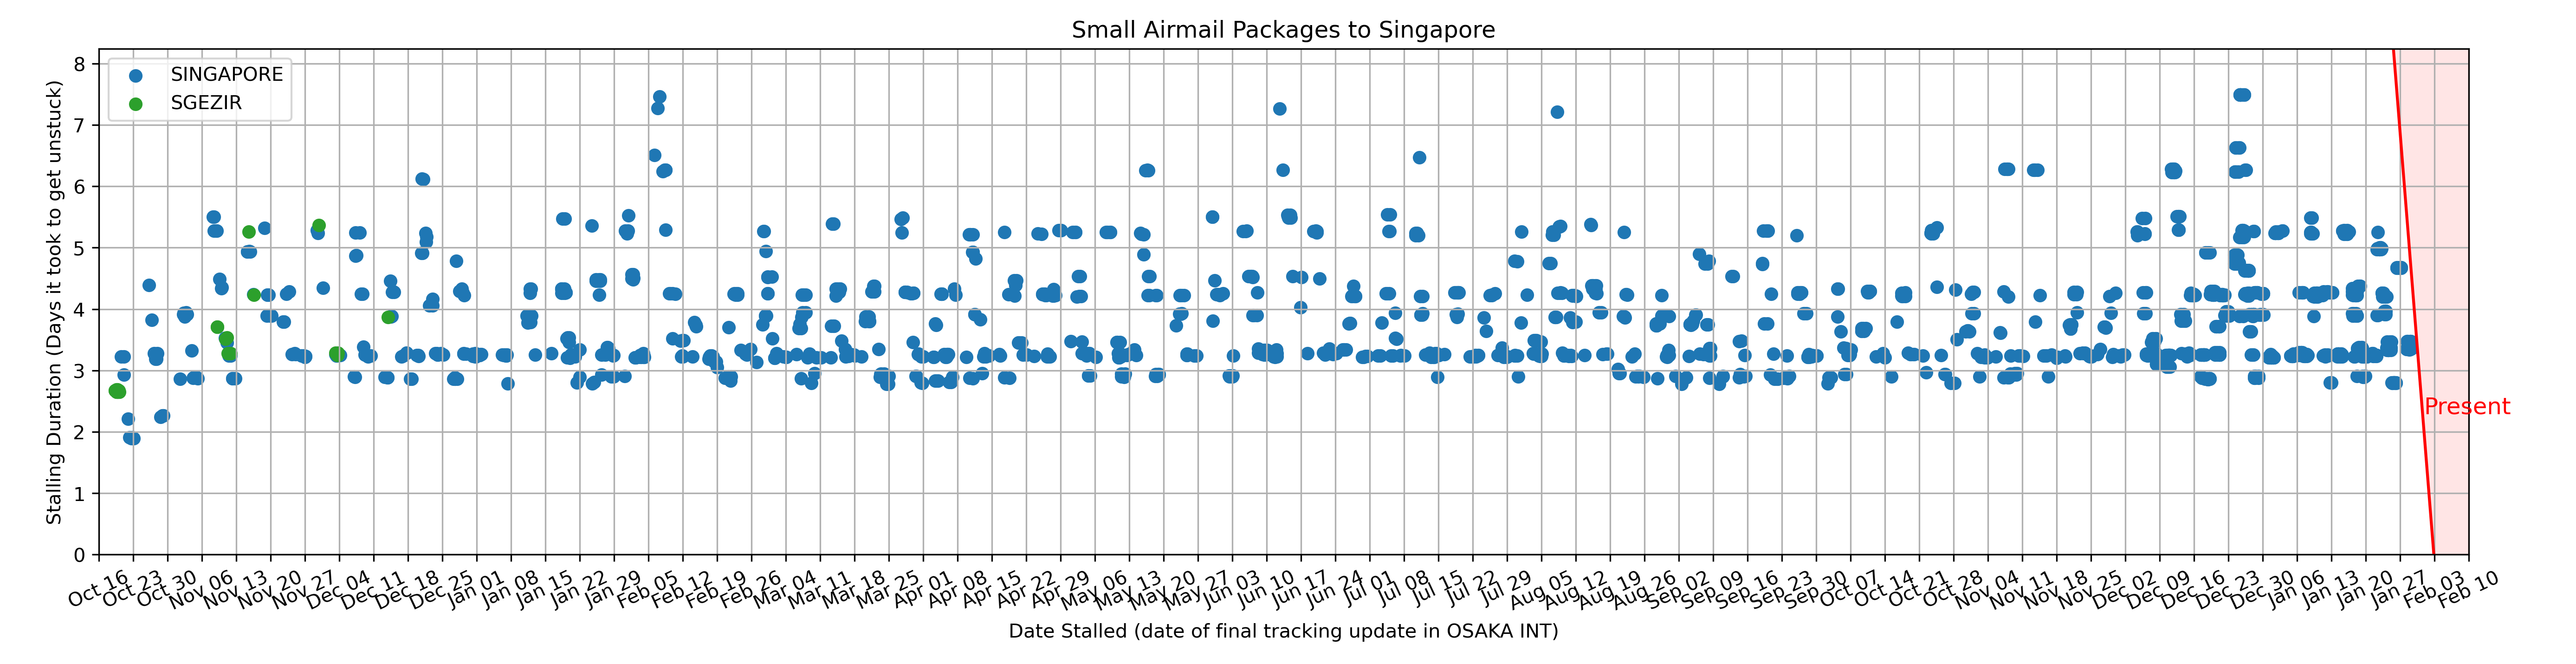 Small Airmail Packages to Singapore
SINGAPORE
SGEZIR
Stalling Duration (Days it took to get unstuck)
8
7
6
5
4
3
2
1
0
Present
Oct 16
Oct 23
Oct 30
Nov 06
Nov 13
Nov 20
Nov 27
Dec 04
Dec 11
Dec 18
Dec 25
Jan 01
Jan 08
Jan 15
Jan 22
Jan 29
Feb 05
Feb 12
Feb 19
Feb 26
Mar 04
Mar 11
Mar 18
Mar 25
Apr 01
Apr 08
Apr 15
Apr 22
Apr 29
May 06
May 13
May 20
May 27
Jun 03
Jun 10
Jun 17
Jun 24
Jul 01
Jul 08
Jul 15
Jul 22
Jul 29
Aug 05
Aug 12
Aug 19
Aug 26
Sep 02
Sep 09
Sep 16
Sep 23
Sep 30
Oct 07
Oct 14
Oct 21
Oct 28
Nov 04
Nov 11
Nov 18
Nov 25
Dec 02
Dec 09
Dec 16
Dec 23
Dec 30
Jan 06
Jan 13
Jan 20
Jan 27
Feb 03
Feb 10
Date Stalled (date of final tracking update in OSAKA INT)